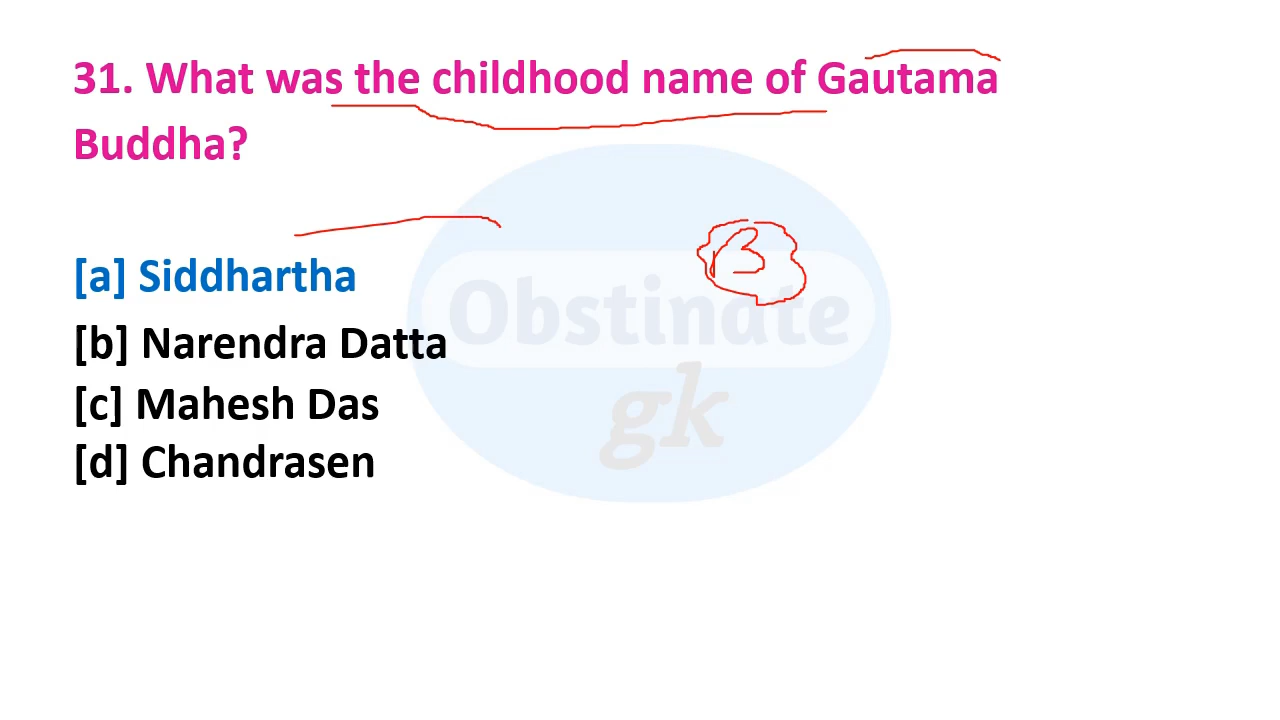 31. What was the childhood name of Gautama
Buddha?
[a] Siddhartha
B
[b] Narendra Datta
Obstinate
[c] Mahesh Das
gk
[d] Chandrasen